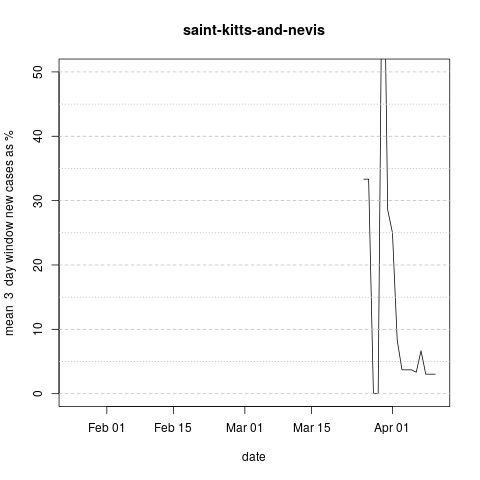 saint-kitts-and-nevis
mean  3  day window new cases as %
50
40
30
20
10
0
Feb 01
Feb 15
Mar 01
Mar 15
Apr 01
date